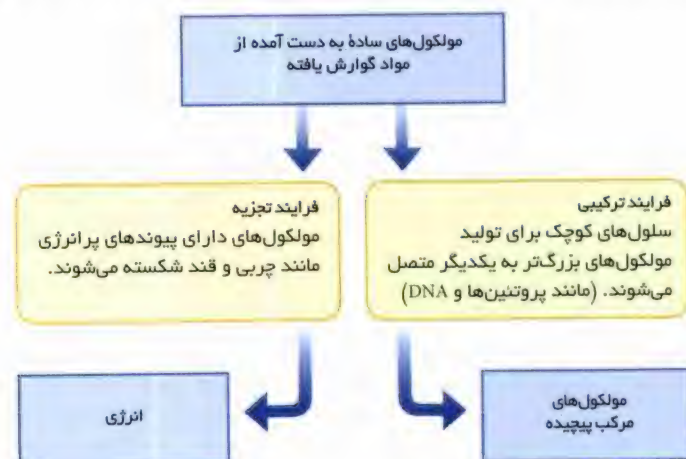 مولکول‌های سادۀ به دست آمده از
مواد گوارش یافته
فرایند ترکیبی
سلول‌های کوچک برای تولید
مولکول‌های بزرگ‌تر به یکدیگر متصل
می‌شوند. (مانند پروتئین‌ها و DNA)
فرایند تجزیه
مولکول‌های دارای پیوندهای پرانرژی
مانند چربی و قند شکسته می‌شوند.
مولکول‌های
مرکب پیچیده
انرژی